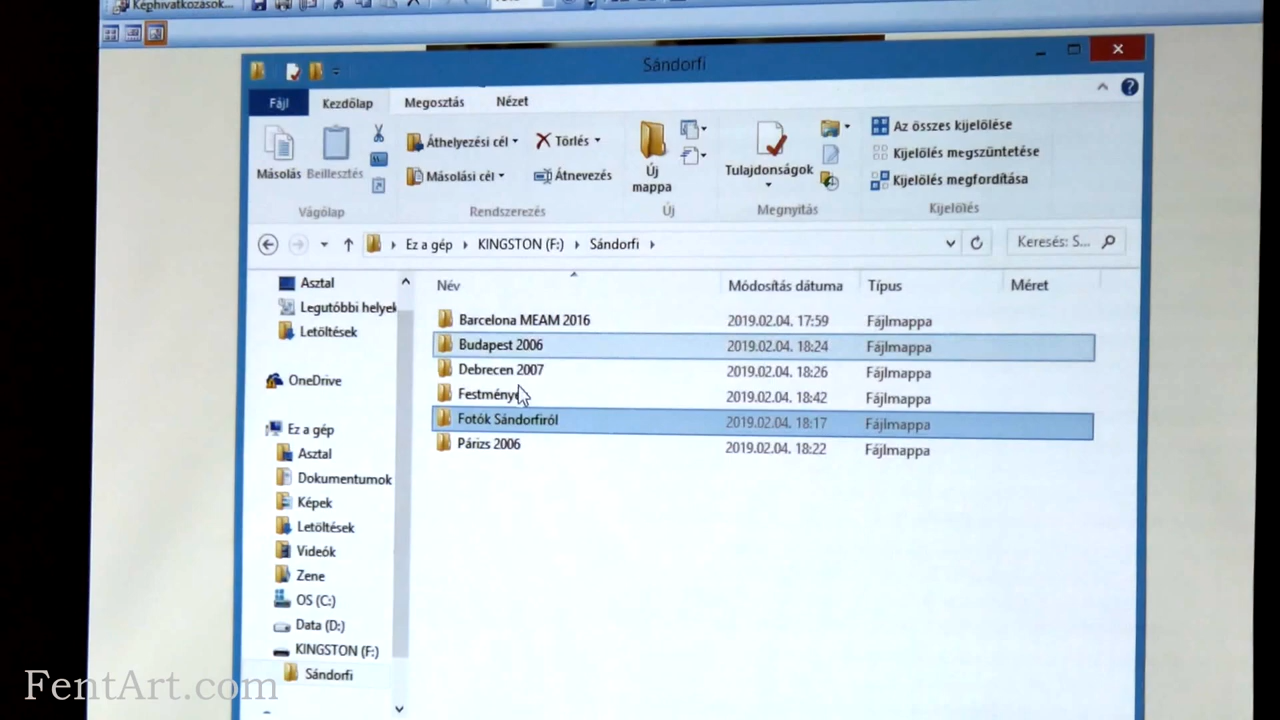 Képhivatkozások...
Sándorfi
Fájl Kezdőlap Megosztás Nézet
Másolás Beillesztés
Áthelyezési cél
Másolási cél
Törlés
Átnevezés
Új
mappa
Tulajdonságok
Az összes kijelölése
Kijelölés megszüntetése
Kijelölés megfordítása
Vágólap Rendszerezés Új Megnyitás Kijelölés
Ez a gép KINGSTON (F:) Sándorfi
Keresés: S...
Név Módosítás dátuma Típus Méret
Barcelona MEAM 2016 2019.02.04. 17:59 Fájlmappa
Budapest 2006 2019.02.04. 18:24 Fájlmappa
Debrecen 2007 2019.02.04. 18:26 Fájlmappa
Festmény 2019.02.04. 18:42 Fájlmappa
Fotók Sándorfiról 2019.02.04. 18:17 Fájlmappa
Párizs 2006 2019.02.04. 18:22 Fájlmappa
Asztal
Legutóbbi helyek
Letöltések
OneDrive
Ez a gép
Asztal
Dokumentumok
Képek
Letöltések
Videók
Zene
OS (C:)
Data (D:)
KINGSTON (F:)
Sándorfi
FentArt.com